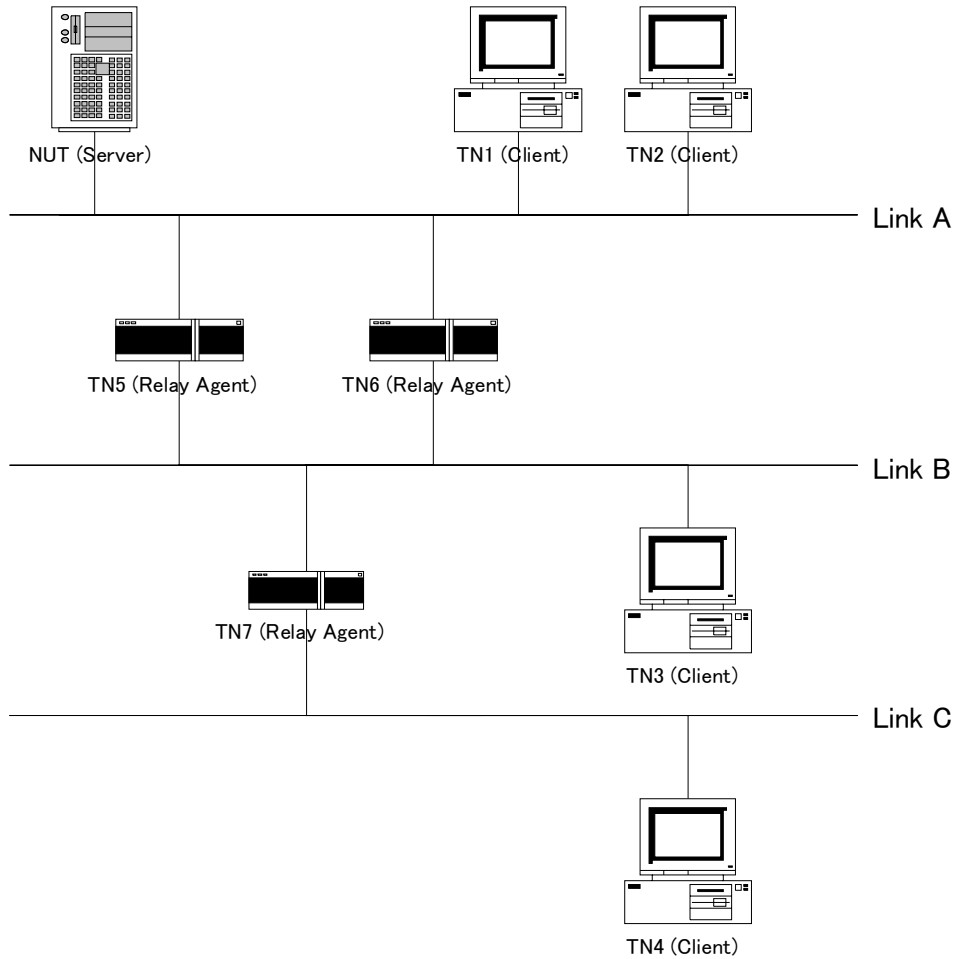 NUT (Server)
TN1 (Client)
TN2 (Client)
Link A
TN5 (Relay Agent)
TN6 (Relay Agent)
Link B
TN7 (Relay Agent)
TN3 (Client)
Link C
TN4 (Client)